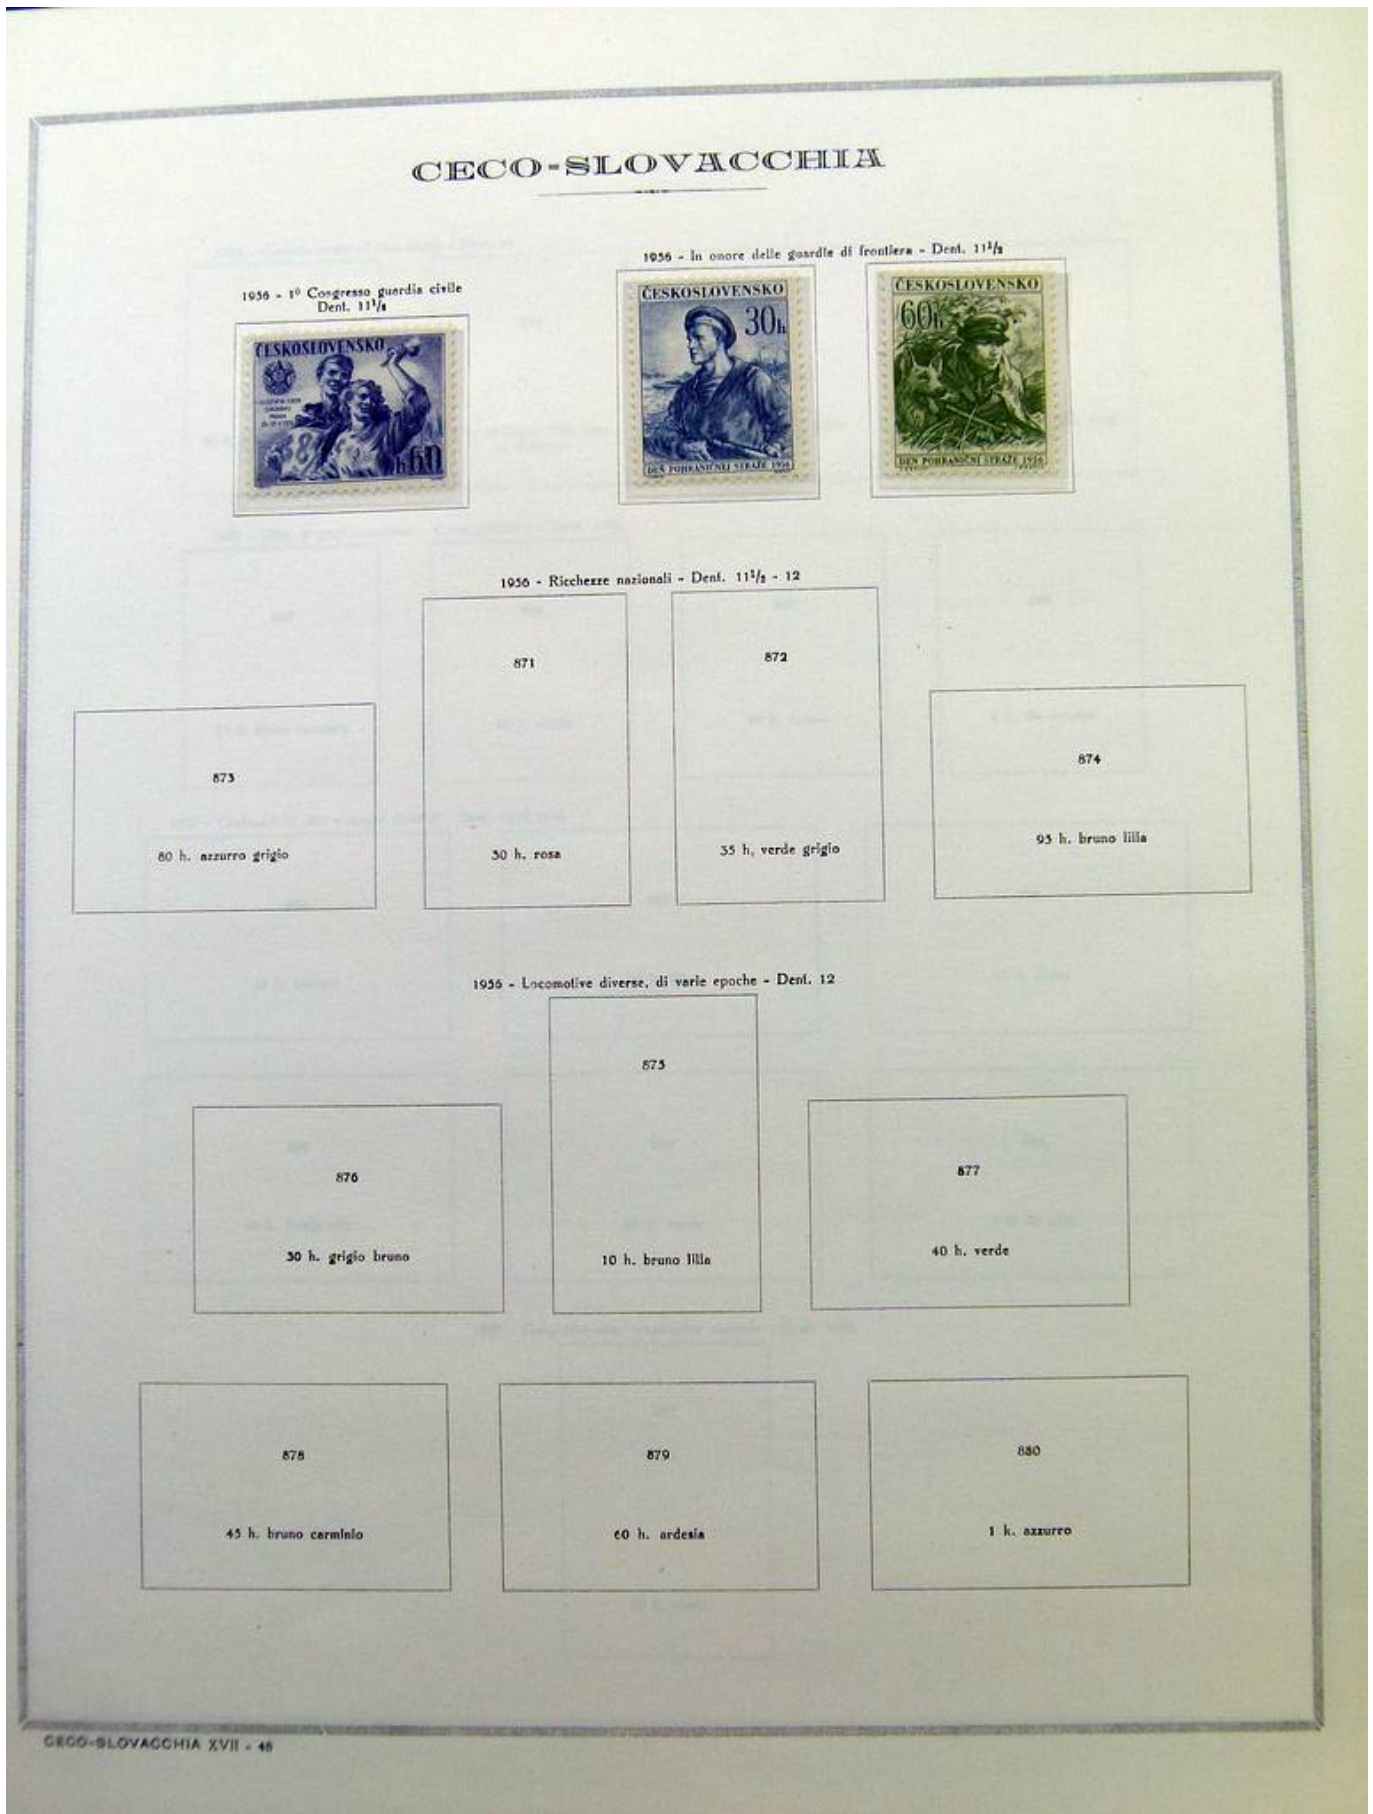 CECO-SLOVACCHIA
1956 - 1º Congresso guardia civile
Dent. 11½
1956 - In onore delle guardie di frontiera - Dent. 11½
ČESKOSLOVENSKO
h60
ČESKOSLOVENSKO
30h
DEŇ POHRANIČNEJ STRÁŽE 1956
ČESKOSLOVENSKO
60h
DEN POHRANIČNÍ STRÁŽE 1956
1956 - Ricchezze nazionali - Dent. 11½ - 12
871
872
873
874
80 h. azzurro grigio
30 h. rosa
35 h. verde grigio
95 h. bruno lilla
1956 - Locomotive diverse, di varie epoche - Dent. 12
875
876
877
30 h. grigio bruno
10 h. bruno lilla
40 h. verde
878
879
880
45 h. bruno carminio
60 h. ardesia
1 k. azzurro
CECO-SLOVACCHIA XVII - 46